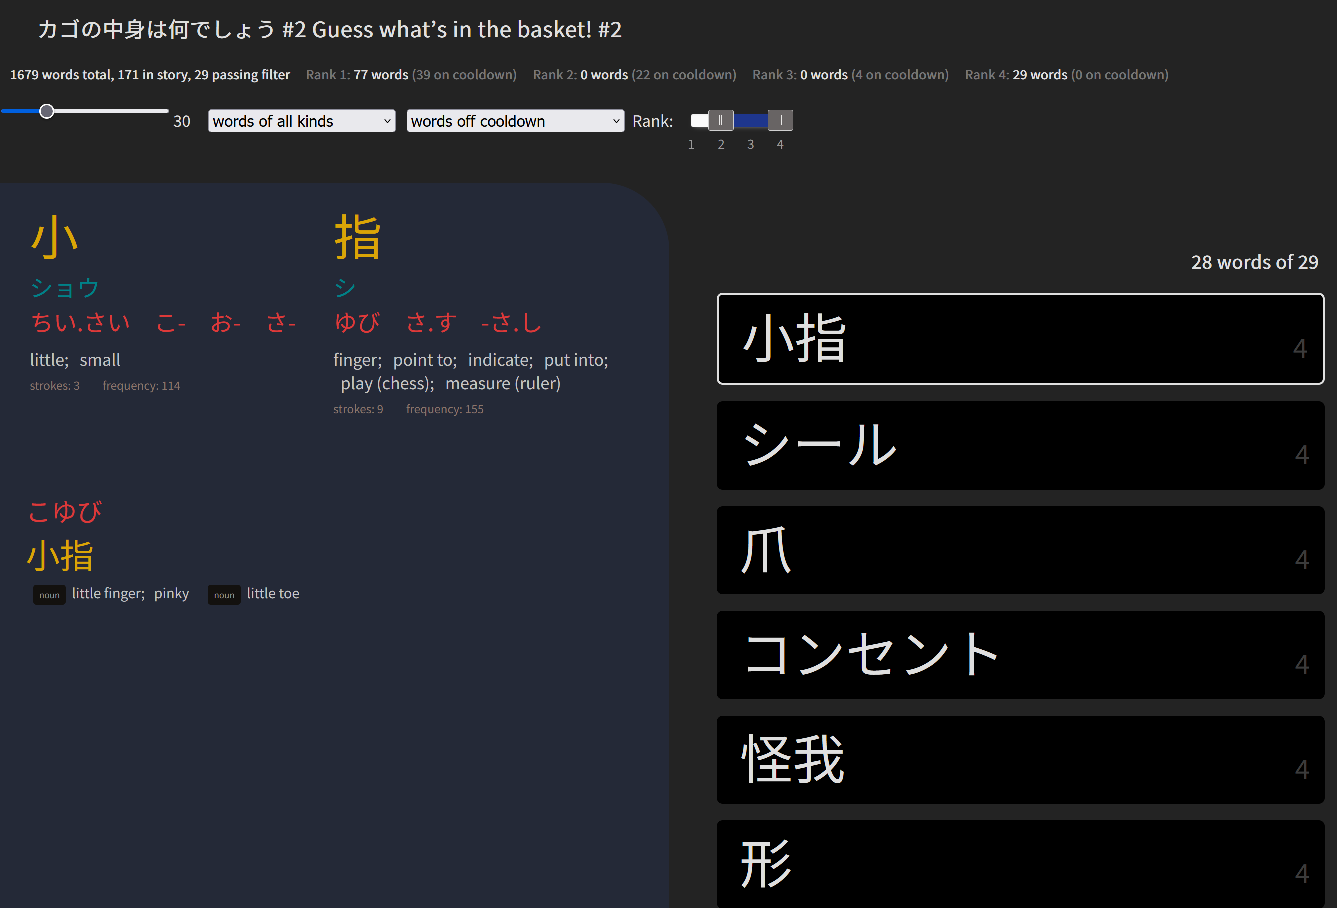 カゴの中身は何でしょう #2 Guess what’s in the basket! #2
1679 words total, 171 in story, 29 passing filter Rank 1: 77 words (39 on cooldown) Rank 2: 0 words (22 on cooldown) Rank 3: 0 words (4 on cooldown) Rank 4: 29 words (0 on cooldown)
30 words of all kinds words off cooldown Rank:
1 2 3 4
小
ショウ
ちい.さい こ- お- さ-
little; small
strokes: 3 frequency: 114
指
シ
ゆび さ.す -さ.し
finger; point to; indicate; put into;
play (chess); measure (ruler)
strokes: 9 frequency: 155
こゆび
小指
noun little finger; pinky noun little toe
28 words of 29
小指 4
シール 4
爪 4
コンセント 4
怪我 4
形 4